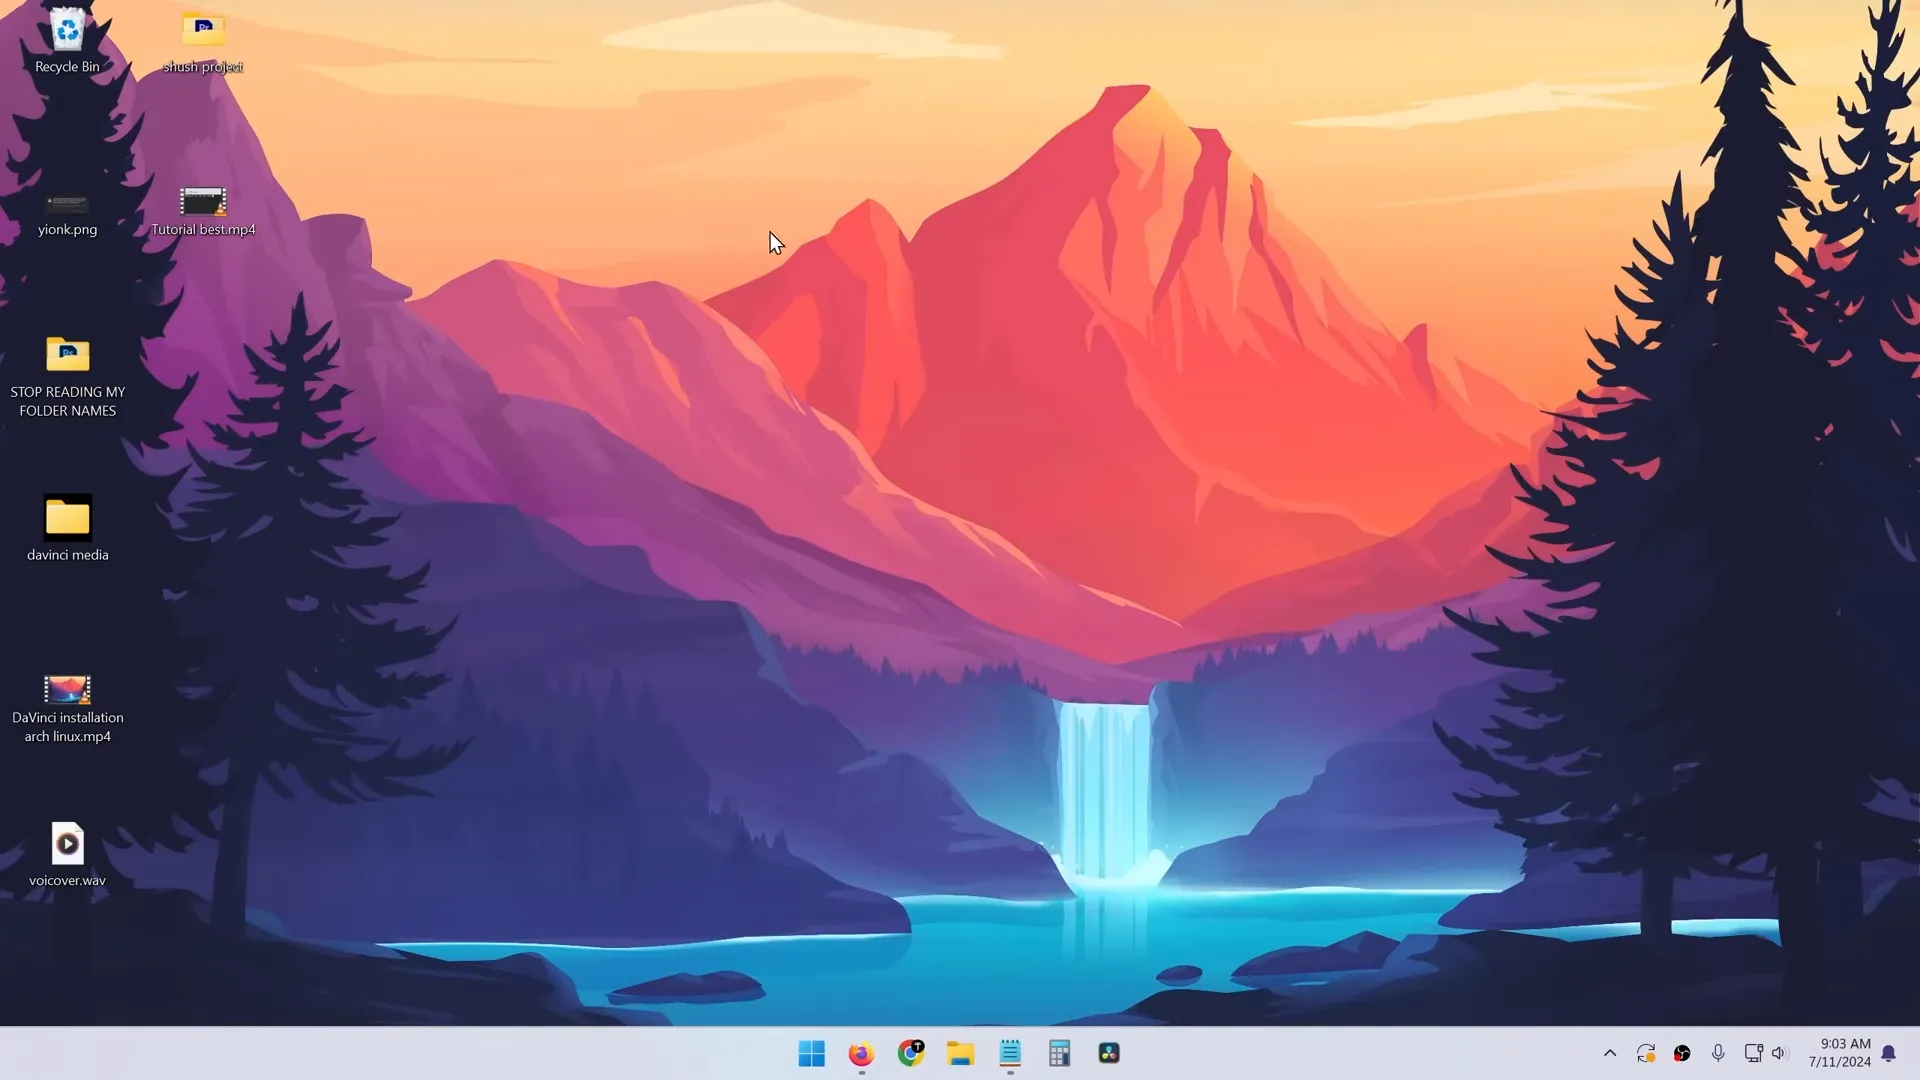 Recycle Bin
shush project
yionk.png
Tutorial best.mp4
STOP READING MY
FOLDER NAMES
davinci media
DaVinci installation
arch linux.mp4
voicover.wav
9:03 AM
7/11/2024